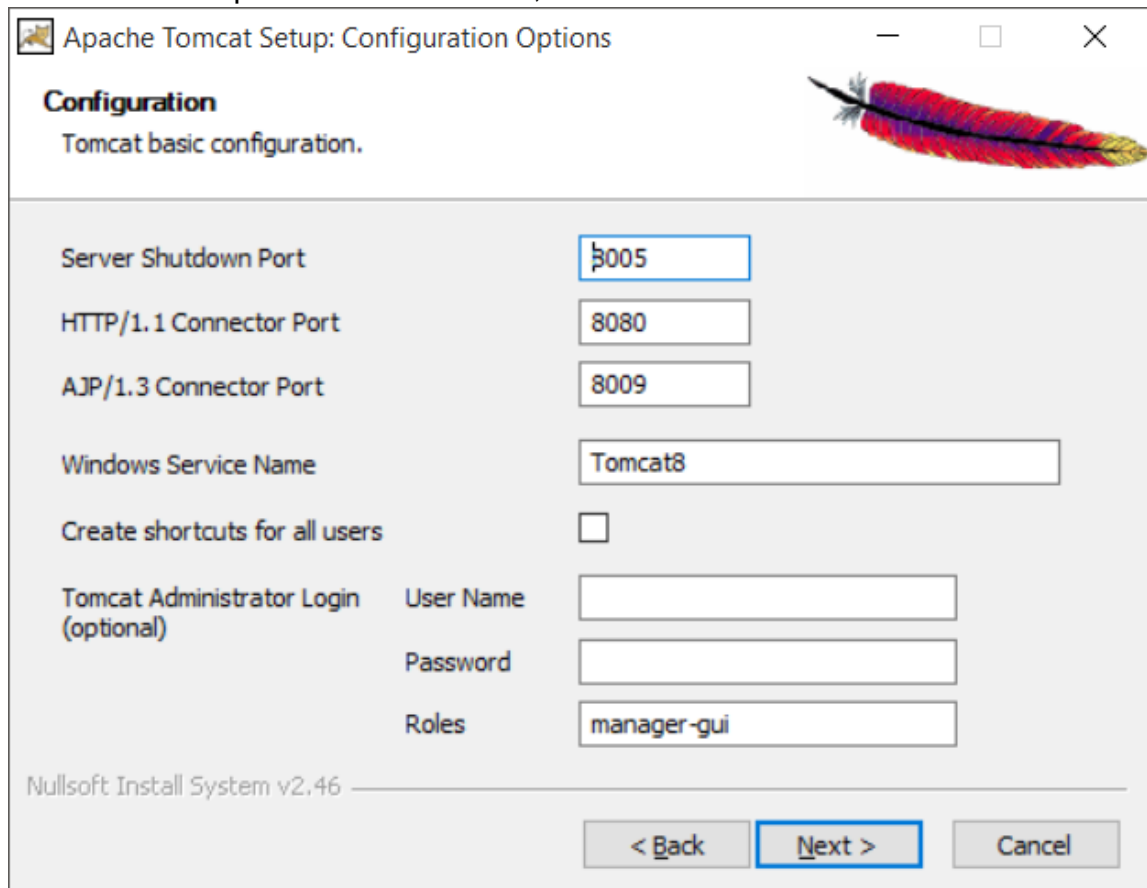 Apache Tomcat Setup: Configuration Options
Configuration
Tomcat basic configuration.
Server Shutdown Port 8005
HTTP/1.1 Connector Port 8080
AJP/1.3 Connector Port 8009
Windows Service Name Tomcat8
Create shortcuts for all users
Tomcat Administrator Login User Name
(optional)
Password
Roles manager-gui
Nullsoft Install System v2.46
< Back Next > Cancel